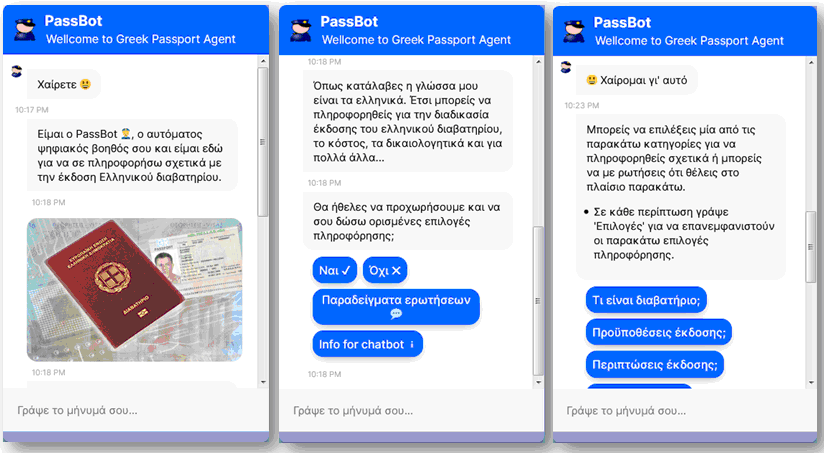 PassBot
Wellcome to Greek Passport Agent
Χαίρετε 😃
10:17 PM
Είμαι ο PassBot 👮, ο αυτόματος
ψηφιακός βοηθός σου και είμαι εδώ
για να σε πληροφορήσω σχετικά με
την έκδοση Ελληνικού διαβατηρίου.
10:18 PM
ΕΥΡΩΠΑΪΚΗ ΕΝΩΣΗ
ΕΛΛΗΝΙΚΗ ΔΗΜΟΚΡΑΤΙΑ
ΔΙΑΒΑΤΗΡΙΟ
10:18 PM
Γράψε το μήνυμά σου...
PassBot
Wellcome to Greek Passport Agent
10:18 PM
Όπως κατάλαβες η γλώσσα μου
είναι τα ελληνικά. Έτσι μπορείς να
πληροφορηθείς για την διαδικασία
έκδοσης του ελληνικού διαβατηρίου,
το κόστος, τα δικαιολογητικά και για
πολλά άλλα...
10:18 PM
Θα ήθελες να προχωρήσουμε και να
σου δώσω ορισμένες επιλογές
πληροφόρησης;
Ναι ✓
Όχι ✕
Παραδείγματα ερωτήσεων
💬
Info for chatbot ℹ
10:18 PM
Γράψε το μήνυμά σου...
PassBot
Wellcome to Greek Passport Agent
😃 Χαίρομαι γι' αυτό
10:23 PM
Μπορείς να επιλέξεις μία από τις
παρακάτω κατηγορίες για να
πληροφορηθείς σχετικά ή μπορείς
να με ρωτήσεις ότι θέλεις στο
πλαίσιο παρακάτω.
• Σε κάθε περίπτωση γράψε
'Επιλογές' για να επανεμφανιστούν
οι παρακάτω επιλογές
πληροφόρησης.
Τι είναι διαβατήριο;
Προϋποθέσεις έκδοσης;
Περιπτώσεις έκδοσης;
Γράψε το μήνυμά σου...